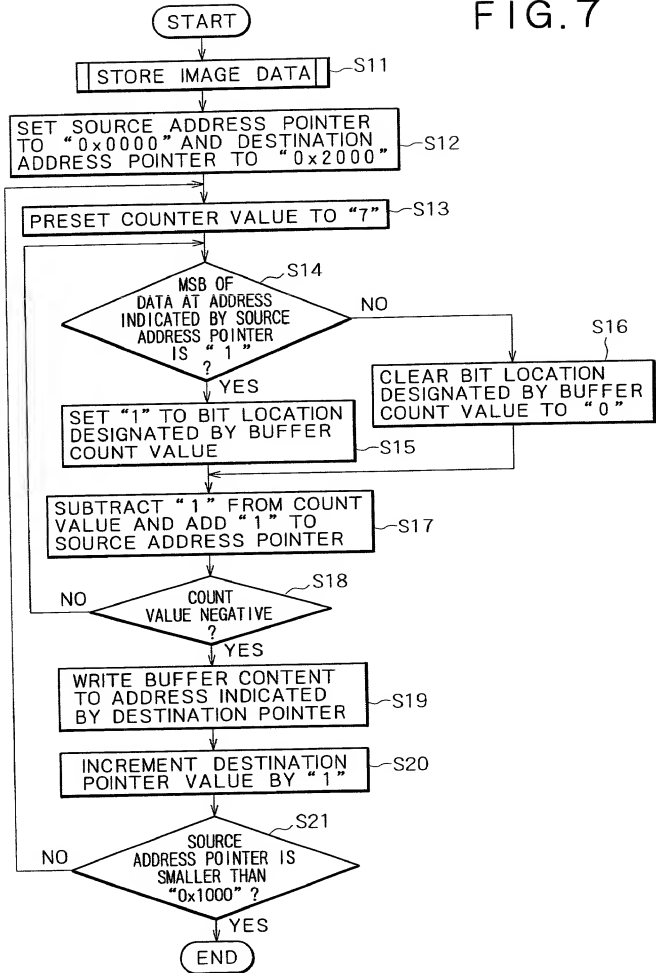 FIG. 7
START
STORE IMAGE DATA
S11
SET SOURCE ADDRESS POINTER
TO "0x0000" AND DESTINATION
ADDRESS POINTER TO "0x2000"
S12
PRESET COUNTER VALUE TO "7"
S13
S14
MSB OF
DATA AT ADDRESS
INDICATED BY SOURCE
ADDRESS POINTER
IS "1"
?
NO
YES
S16
CLEAR BIT LOCATION
DESIGNATED BY BUFFER
COUNT VALUE TO "0"
SET "1" TO BIT LOCATION
DESIGNATED BY BUFFER
COUNT VALUE
S15
SUBTRACT "1" FROM COUNT
VALUE AND ADD "1" TO
SOURCE ADDRESS POINTER
S17
S18
NO
COUNT
VALUE NEGATIVE
?
YES
WRITE BUFFER CONTENT
TO ADDRESS INDICATED
BY DESTINATION POINTER
S19
INCREMENT DESTINATION
POINTER VALUE BY "1"
S20
S21
NO
SOURCE
ADDRESS POINTER IS
SMALLER THAN
"0x1000" ?
YES
END